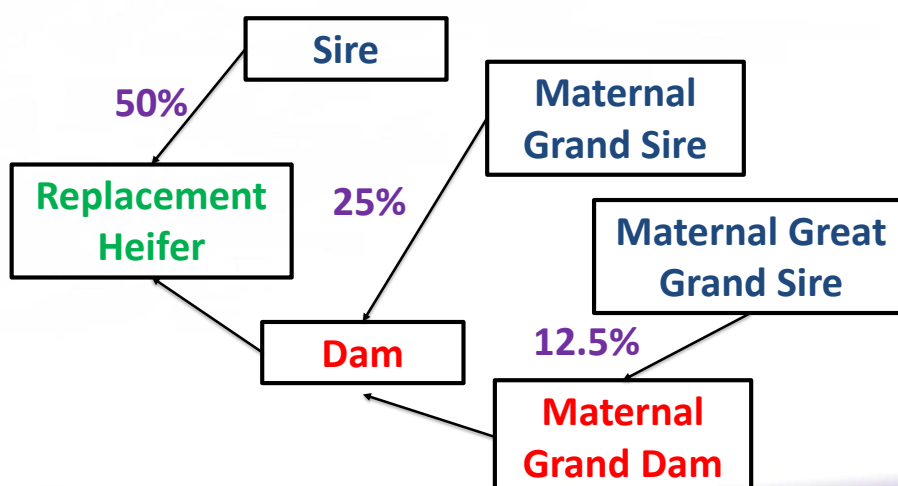 Sire
50%
Maternal
Grand Sire
Replacement
Heifer
25%
Maternal Great
Grand Sire
Dam
12.5%
Maternal
Grand Dam